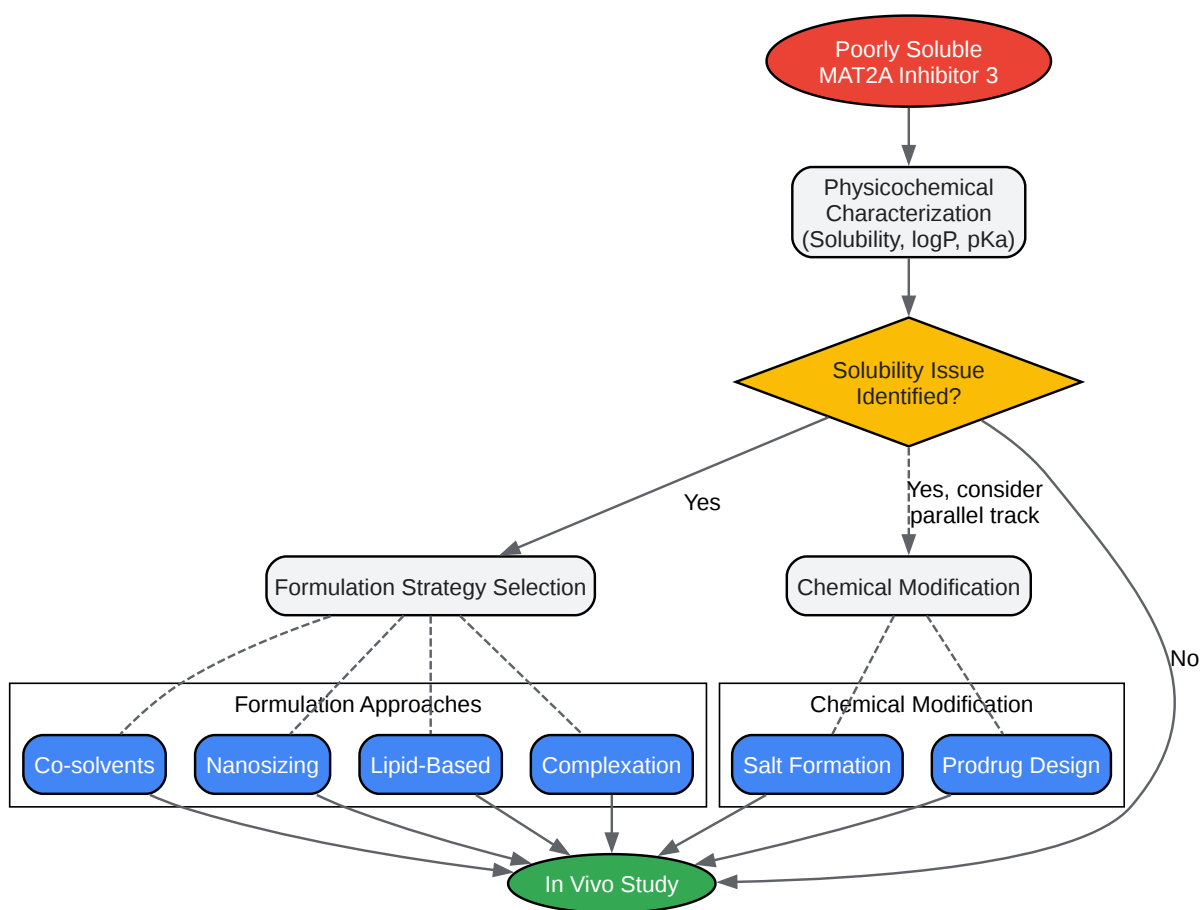 Poorly Soluble
MAT2A Inhibitor 3
Physicochemical
Characterization
(Solubility, logP, pKa)
Solubility Issue
Identified?
Yes
Yes, consider
parallel track
No
Formulation Strategy Selection
Chemical Modification
Formulation Approaches
Co-solvents
Nanosizing
Lipid-Based
Complexation
Chemical Modification
Salt Formation
Prodrug Design
In Vivo Study